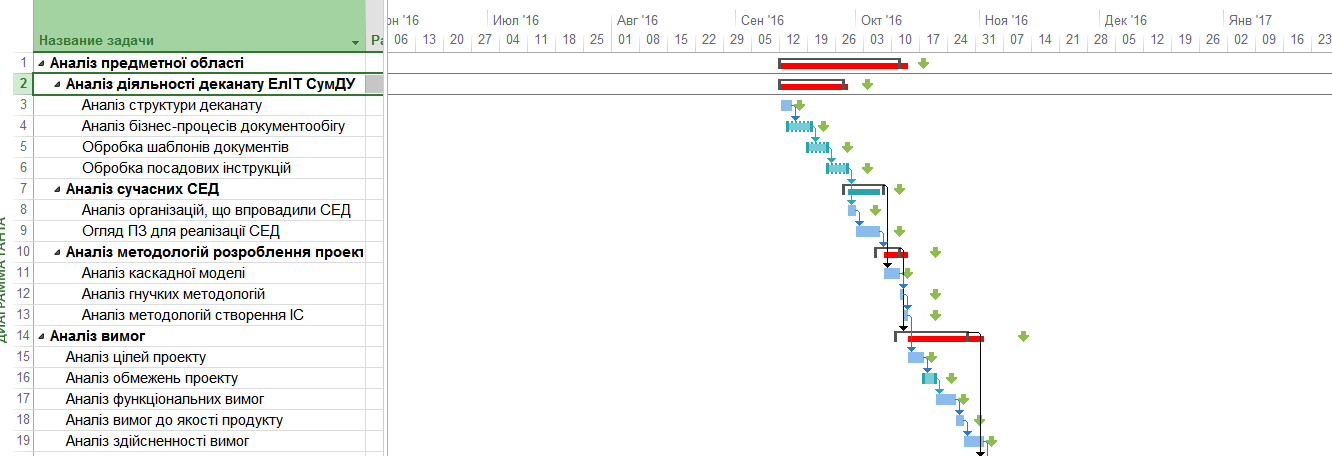 он '16 Июл '16 Авг '16 Сен '16 Окт '16 Ноя '16 Дек '16 Янв '17
Название задачи Ра 06 13 20 27 04 11 18 25 01 08 15 22 29 05 12 19 26 03 10 17 24 31 07 14 21 28 05 12 19 26 02 09 16 23
1 Аналіз предметної області
2 Аналіз діяльності деканату ЕлІТ СумДУ
3 Аналіз структури деканату
4 Аналіз бізнес-процесів документообігу
5 Обробка шаблонів документів
6 Обробка посадових інструкцій
7 Аналіз сучасних СЕД
8 Аналіз організацій, що впровадили СЕД
9 Огляд ПЗ для реалізації СЕД
10 Аналіз методологій розроблення проект
11 Аналіз каскадної моделі
12 Аналіз гнучких методологій
13 Аналіз методологій створення ІС
14 Аналіз вимог
15 Аналіз цілей проекту
16 Аналіз обмежень проекту
17 Аналіз функціональних вимог
18 Аналіз вимог до якості продукту
19 Аналіз здійсненності вимог
ДИАГРАММА ГАНТА